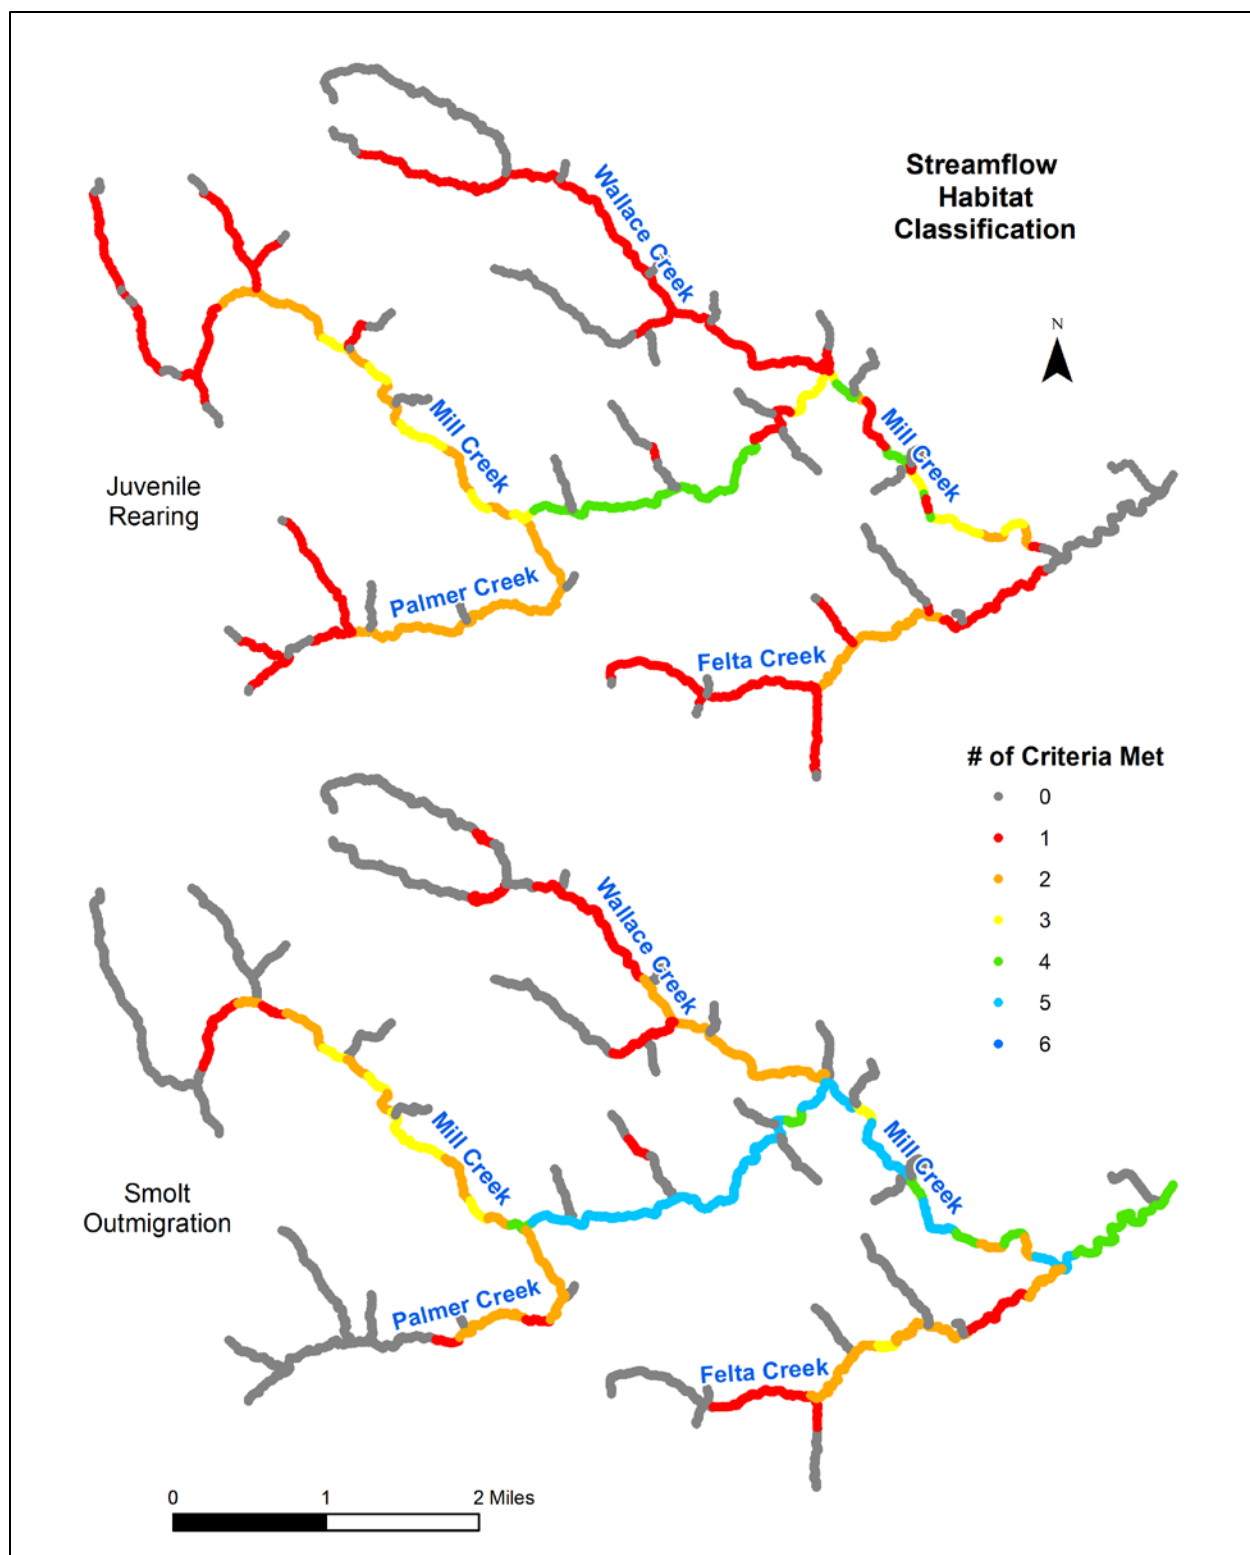 Streamflow
Habitat
Classification
N
Wallace Creek
Mill Creek
Mill Creek
Juvenile
Rearing
Palmer Creek
Felta Creek
# of Criteria Met
0
1
2
3
4
5
6
Wallace Creek
Mill Creek
Mill Creek
Smolt
Outmigration
Palmer Creek
Felta Creek
0 1 2 Miles